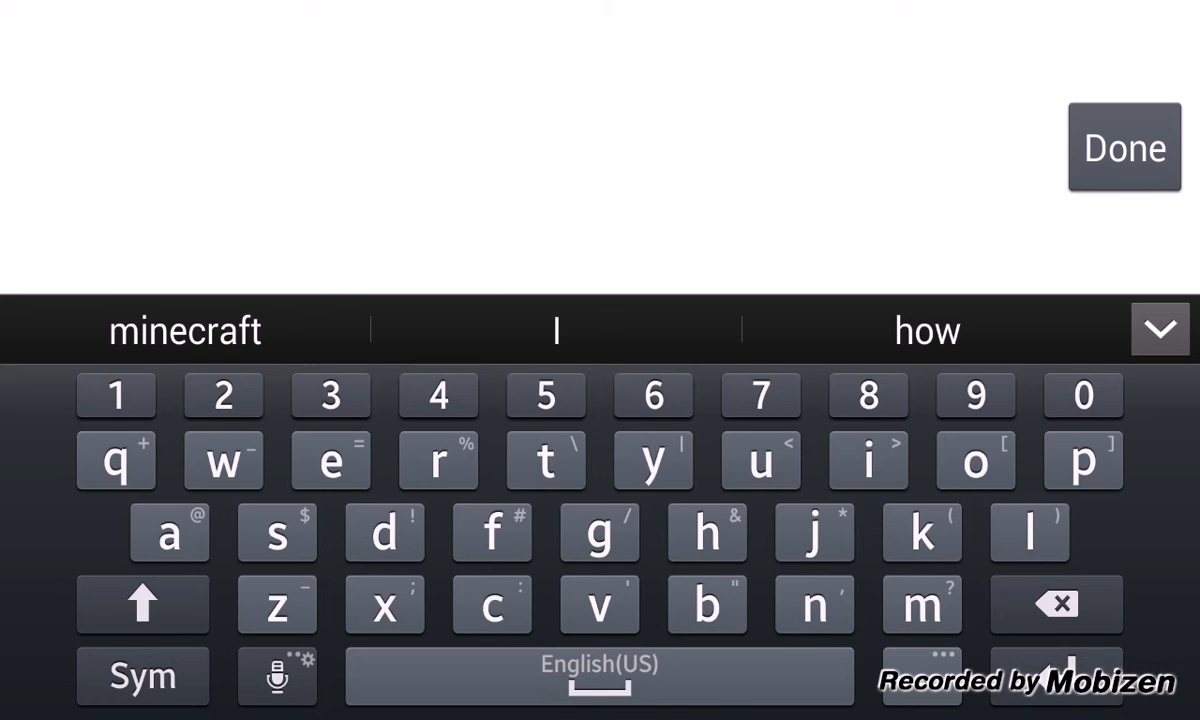 Done
minecraft I how
1 2 3 4 5 6 7 8 9 0
q + w - e = r % t \ y | u < i > o [ p ]
a @ s $ d ! f # g / h & j * k ( l )
z - x ; c : v ' b " n , m ?
Sym English(US) ...
Recorded by Mobizen